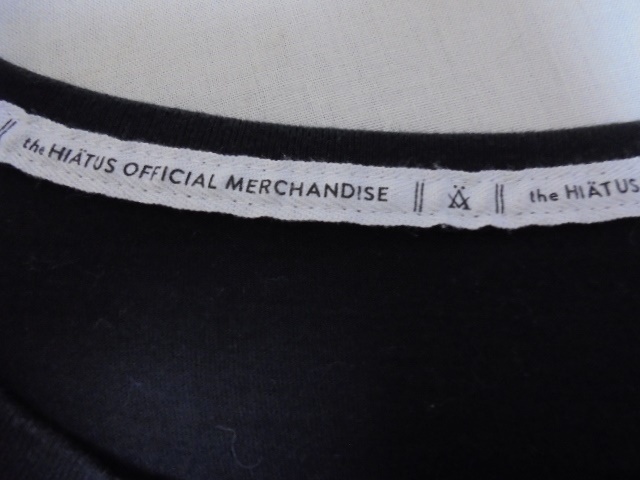 || the HIÄTUS OFFICIAL MERCHANDISE || Ä || the HIÄTUS